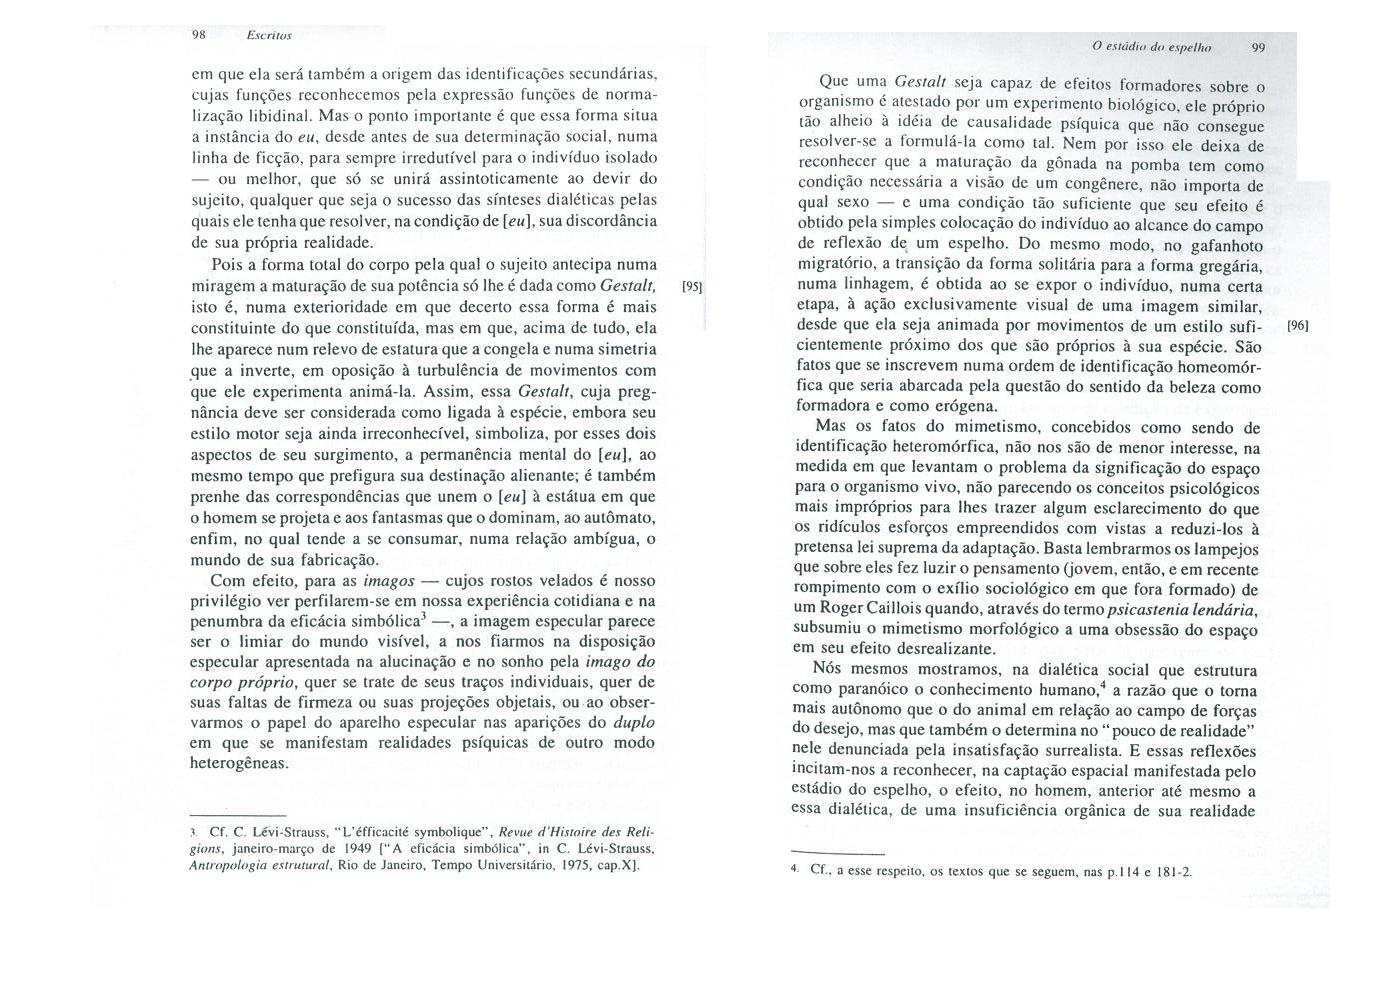 98 Escritos
em que ela será também a origem das identificações secundárias,
cujas funções reconhecemos pela expressão funções de norma-
lização libidinal. Mas o ponto importante é que essa forma situa
a instância do eu, desde antes de sua determinação social, numa
linha de ficção, para sempre irredutível para o indivíduo isolado
— ou melhor, que só se unirá assintoticamente ao devir do
sujeito, qualquer que seja o sucesso das sínteses dialéticas pelas
quais ele tenha que resolver, na condição de [eu], sua discordância
de sua própria realidade.
Pois a forma total do corpo pela qual o sujeito antecipa numa
miragem a maturação de sua potência só lhe é dada como Gestalt, [95]
isto é, numa exterioridade em que decerto essa forma é mais
constituinte do que constituída, mas em que, acima de tudo, ela
lhe aparece num relevo de estatura que a congela e numa simetria
que a inverte, em oposição à turbulência de movimentos com
que ele experimenta animá-la. Assim, essa Gestalt, cuja preg-
nância deve ser considerada como ligada à espécie, embora seu
estilo motor seja ainda irreconhecível, simboliza, por esses dois
aspectos de seu surgimento, a permanência mental do [eu], ao
mesmo tempo que prefigura sua destinação alienante; é também
prenhe das correspondências que unem o [eu] à estátua em que
o homem se projeta e aos fantasmas que o dominam, ao autômato,
enfim, no qual tende a se consumar, numa relação ambígua, o
mundo de sua fabricação.
Com efeito, para as imagos — cujos rostos velados é nosso
privilégio ver perfilarem-se em nossa experiência cotidiana e na
penumbra da eficácia simbólica³ —, a imagem especular parece
ser o limiar do mundo visível, a nos fiarmos na disposição
especular apresentada na alucinação e no sonho pela imago do
corpo próprio, quer se trate de seus traços individuais, quer de
suas faltas de firmeza ou suas projeções objetais, ou ao obser-
varmos o papel do aparelho especular nas aparições do duplo
em que se manifestam realidades psíquicas de outro modo
heterogêneas.
3. Cf. C. Lévi-Strauss, "L'éfficacité symbolique", Revue d'Histoire des Reli-
gions, janeiro-março de 1949 ["A eficácia simbólica", in C. Lévi-Strauss,
Antropologia estrutural, Rio de Janeiro, Tempo Universitário, 1975, cap.X].
O estádio do espelho 99
Que uma Gestalt seja capaz de efeitos formadores sobre o
organismo é atestado por um experimento biológico, ele próprio
tão alheio à idéia de causalidade psíquica que não consegue
resolver-se a formulá-la como tal. Nem por isso ele deixa de
reconhecer que a maturação da gônada na pomba tem como
condição necessária a visão de um congênere, não importa de
qual sexo — e uma condição tão suficiente que seu efeito é
obtido pela simples colocação do indivíduo ao alcance do campo
de reflexão de um espelho. Do mesmo modo, no gafanhoto
migratório, a transição da forma solitária para a forma gregária,
numa linhagem, é obtida ao se expor o indivíduo, numa certa
etapa, à ação exclusivamente visual de uma imagem similar,
desde que ela seja animada por movimentos de um estilo sufi- [96]
cientemente próximo dos que são próprios à sua espécie. São
fatos que se inscrevem numa ordem de identificação homeomór-
fica que seria abarcada pela questão do sentido da beleza como
formadora e como erógena.
Mas os fatos do mimetismo, concebidos como sendo de
identificação heteromórfica, não nos são de menor interesse, na
medida em que levantam o problema da significação do espaço
para o organismo vivo, não parecendo os conceitos psicológicos
mais impróprios para lhes trazer algum esclarecimento do que
os ridículos esforços empreendidos com vistas a reduzi-los à
pretensa lei suprema da adaptação. Basta lembrarmos os lampejos
que sobre eles fez luzir o pensamento (jovem, então, e em recente
rompimento com o exílio sociológico em que fora formado) de
um Roger Caillois quando, através do termo psicastenia lendária,
subsumiu o mimetismo morfológico a uma obsessão do espaço
em seu efeito desrealizante.
Nós mesmos mostramos, na dialética social que estrutura
como paranóico o conhecimento humano,⁴ a razão que o torna
mais autônomo que o do animal em relação ao campo de forças
do desejo, mas que também o determina no "pouco de realidade"
nele denunciada pela insatisfação surrealista. E essas reflexões
incitam-nos a reconhecer, na captação espacial manifestada pelo
estádio do espelho, o efeito, no homem, anterior até mesmo a
essa dialética, de uma insuficiência orgânica de sua realidade
4. Cf., a esse respeito, os textos que se seguem, nas p.114 e 181-2.